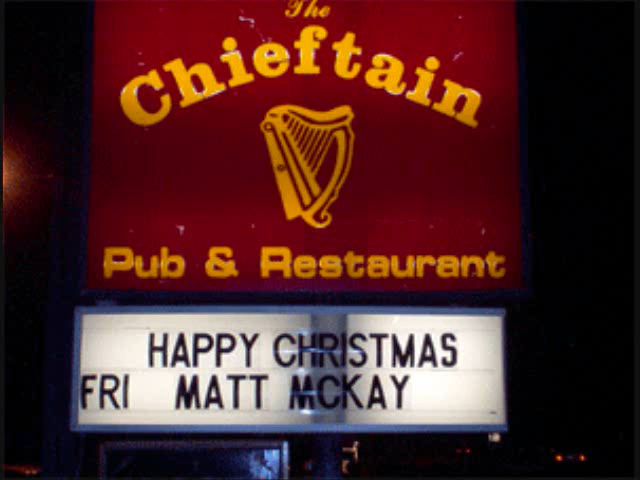 The
Chieftain
Pub & Restaurant
HAPPY CHRISTMAS
FRI MATT MCKAY